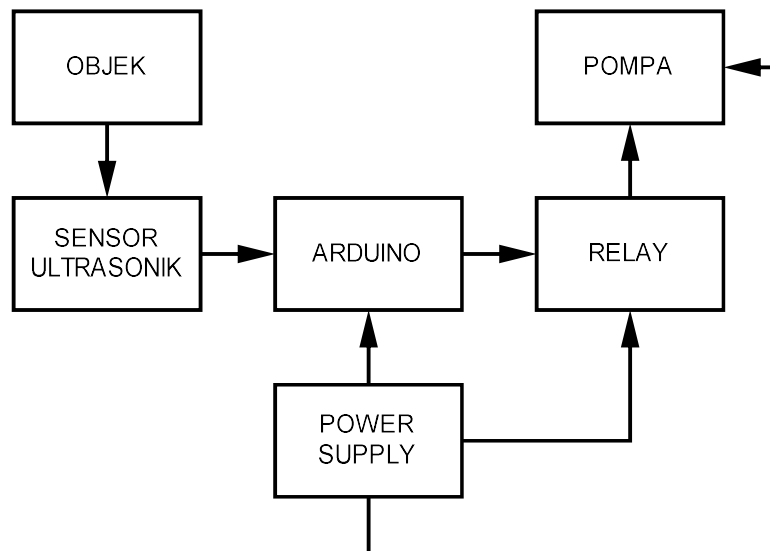 OBJEK
POMPA
SENSOR
ULTRASONIK
ARDUINO
RELAY
POWER
SUPPLY